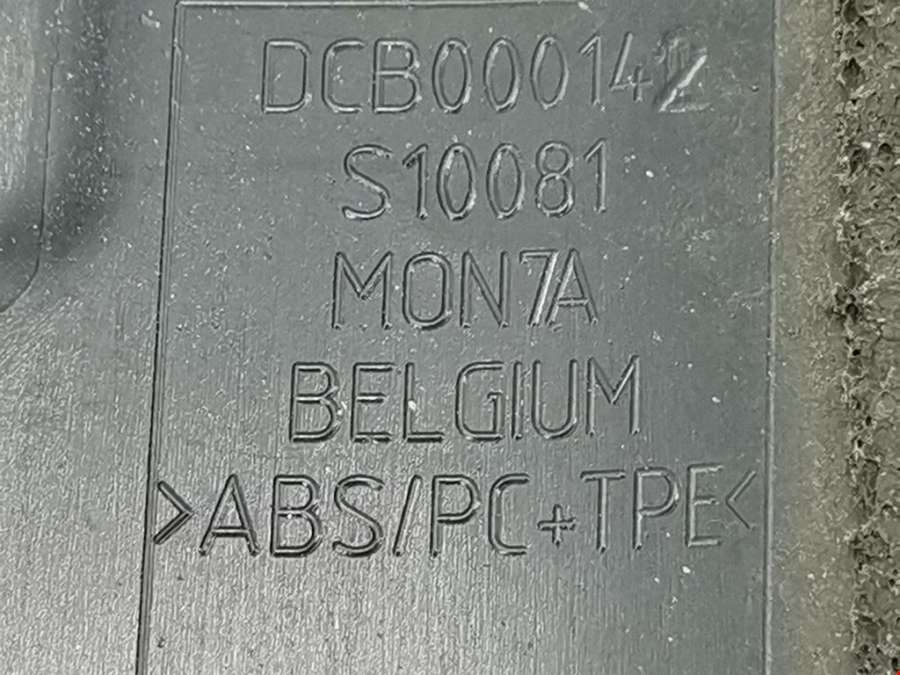 DCB000142
S10081
MON7A
BELGIUM
>ABS/PC+TPE<